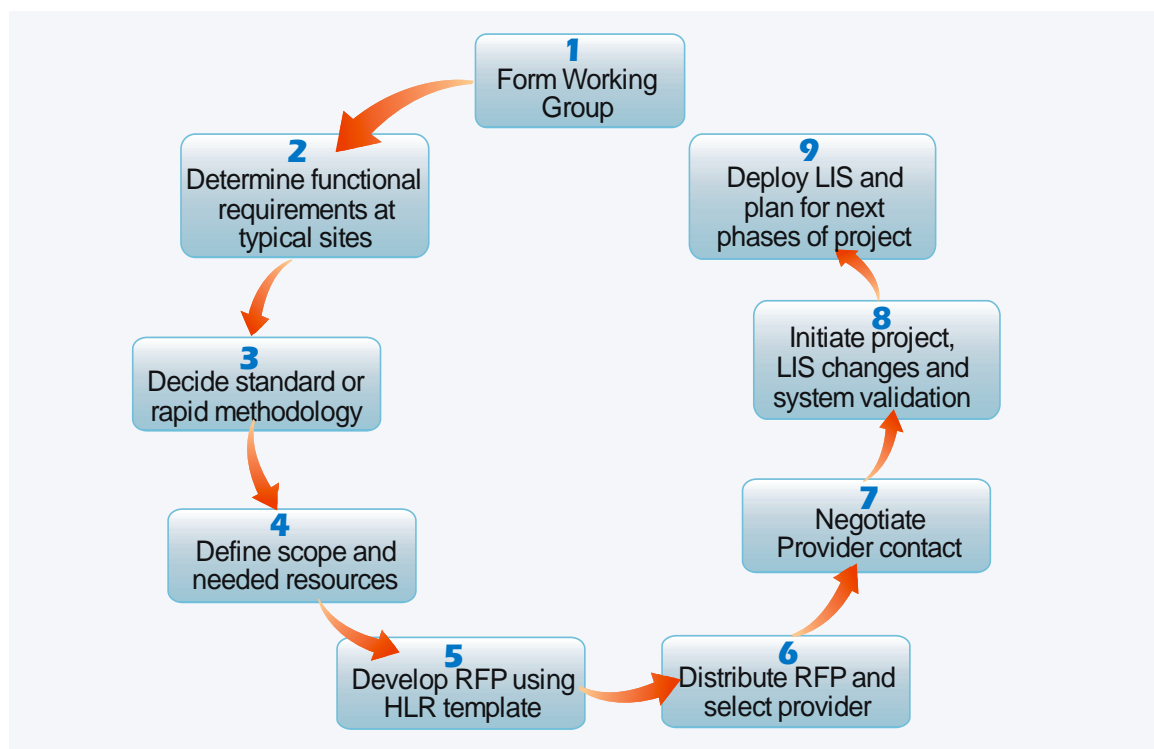 1
Form Working
Group
2
Determine functional
requirements at
typical sites
3
Decide standard or
rapid methodology
4
Define scope and
needed resources
5
Develop RFP using
HLR template
6
Distribute RFP and
select provider
7
Negotiate
Provider contact
8
Initiate project,
LIS changes and
system validation
9
Deploy LIS and
plan for next
phases of project